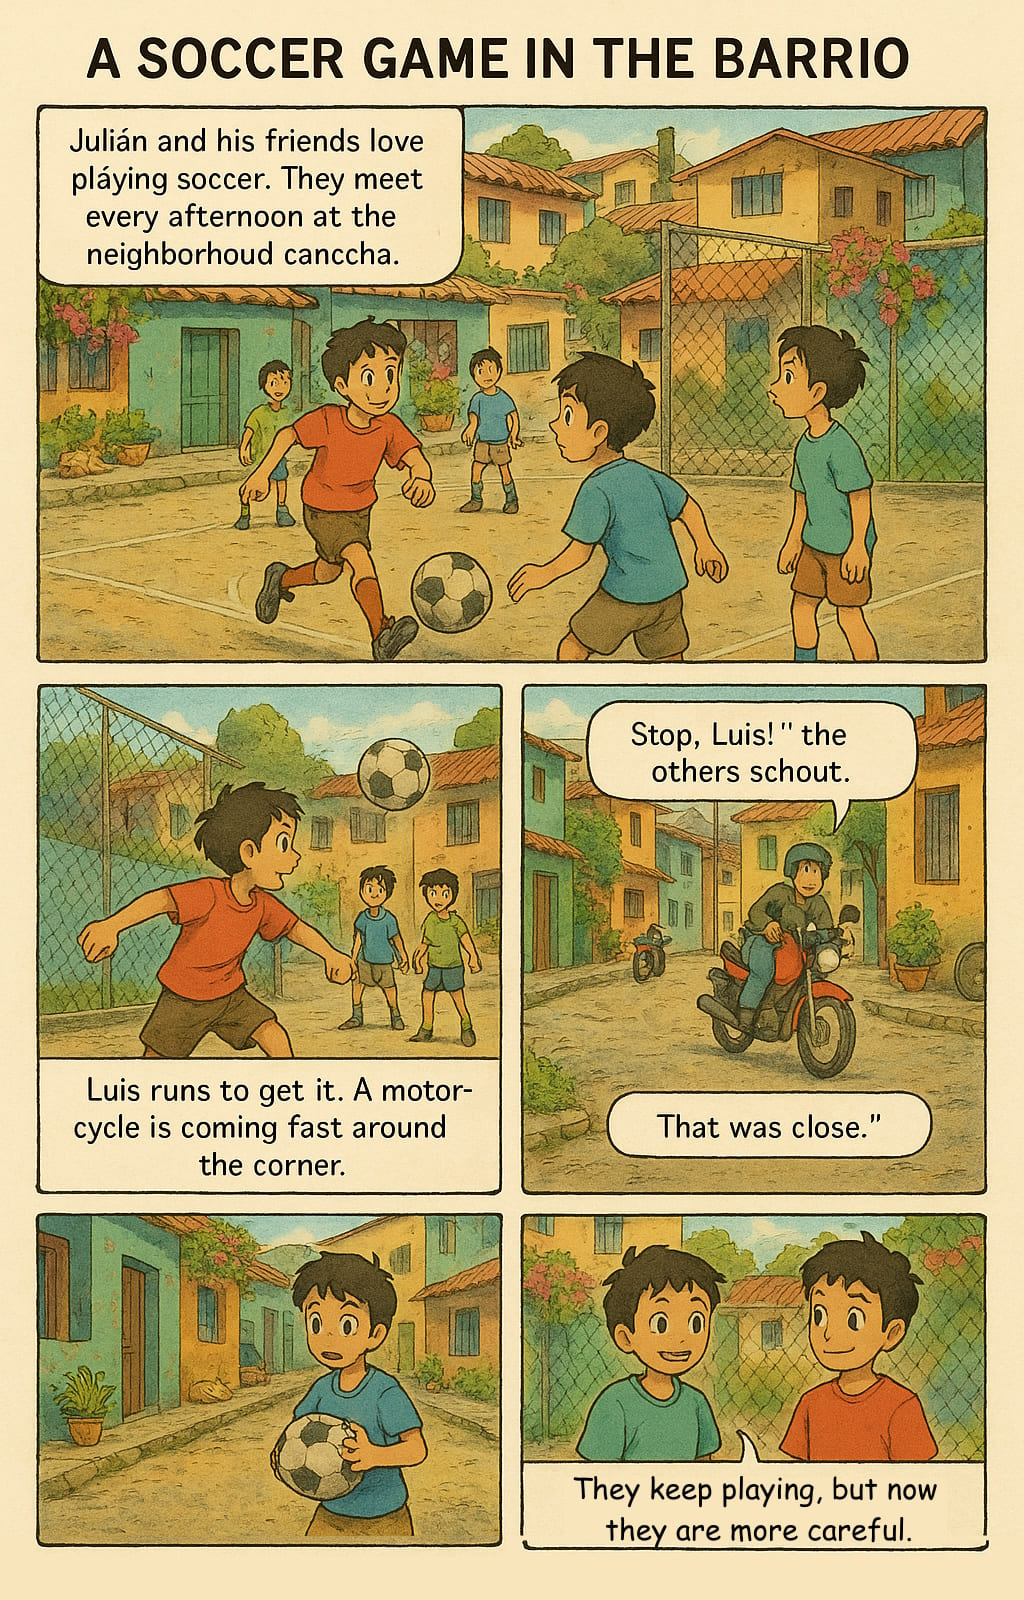 A SOCCER GAME IN THE BARRIO
Julián and his friends love
pláying soccer. They meet
every afternoon at the
neighborhoud canccha.
Luis runs to get it. A motor-
cycle is coming fast around
the corner.
Stop, Luis!" the
others schout.
That was close."
They keep playing, but now
they are more careful.